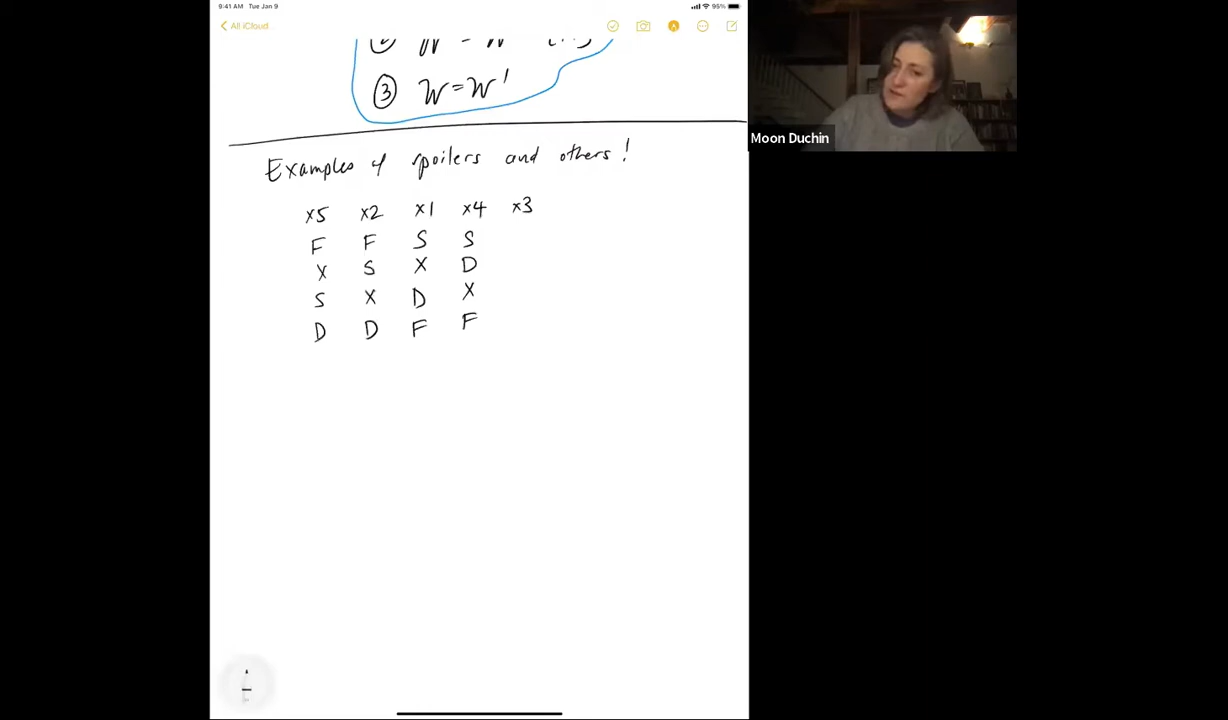 9:41 AM Tue Jan 9
95%
All iCloud
③ W = W'
Examples of spoilers and others!
x5 x2 x1 x4 x3
F F S S
X S X D
S X D X
D D F F
Moon Duchin